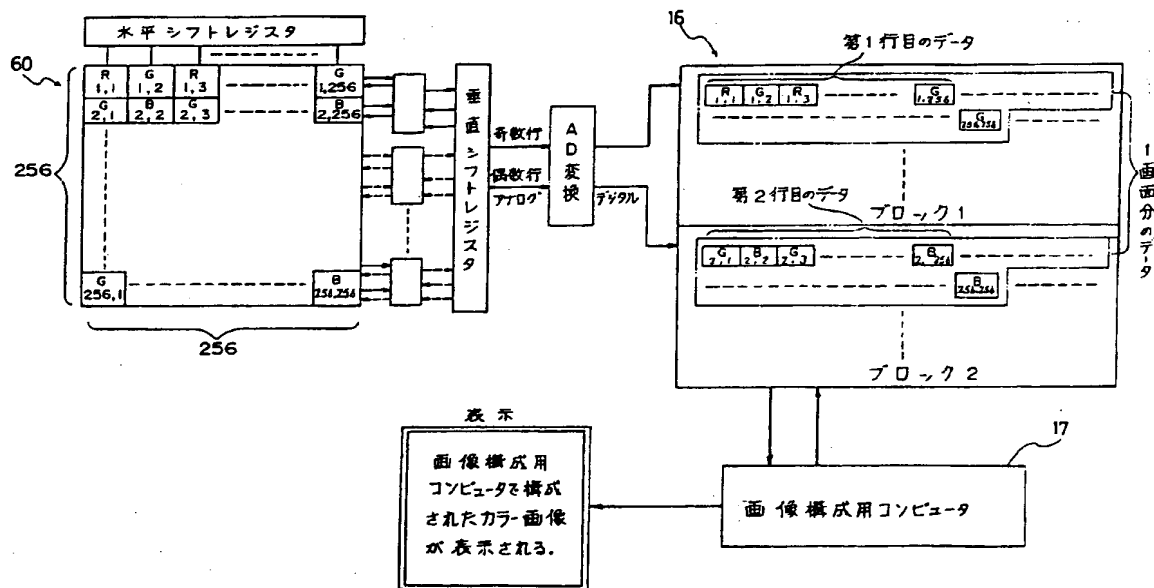 水平シフトレジスタ
60
R
1,1
G
1,2
R
1,3
G
1,256
G
2,1
B
2,2
G
2,3
B
2,256
256
G
256,1
B
256,256
256
垂直シフトレジスタ
奇数行
偶数行
アナログ
AD変換
デジタル
16
第1行目のデータ
R
1,1
G
1,2
R
1,3
G
1,256
G
256,256
ブロック1
第2行目のデータ
G
2,1
B
2,2
G
2,3
B
2,256
B
256,256
ブロック2
1画面分のデータ
表示
画像構成用
コンピュータで構成
されたカラー画像
が表示される.
17
画像構成用コンピュータ